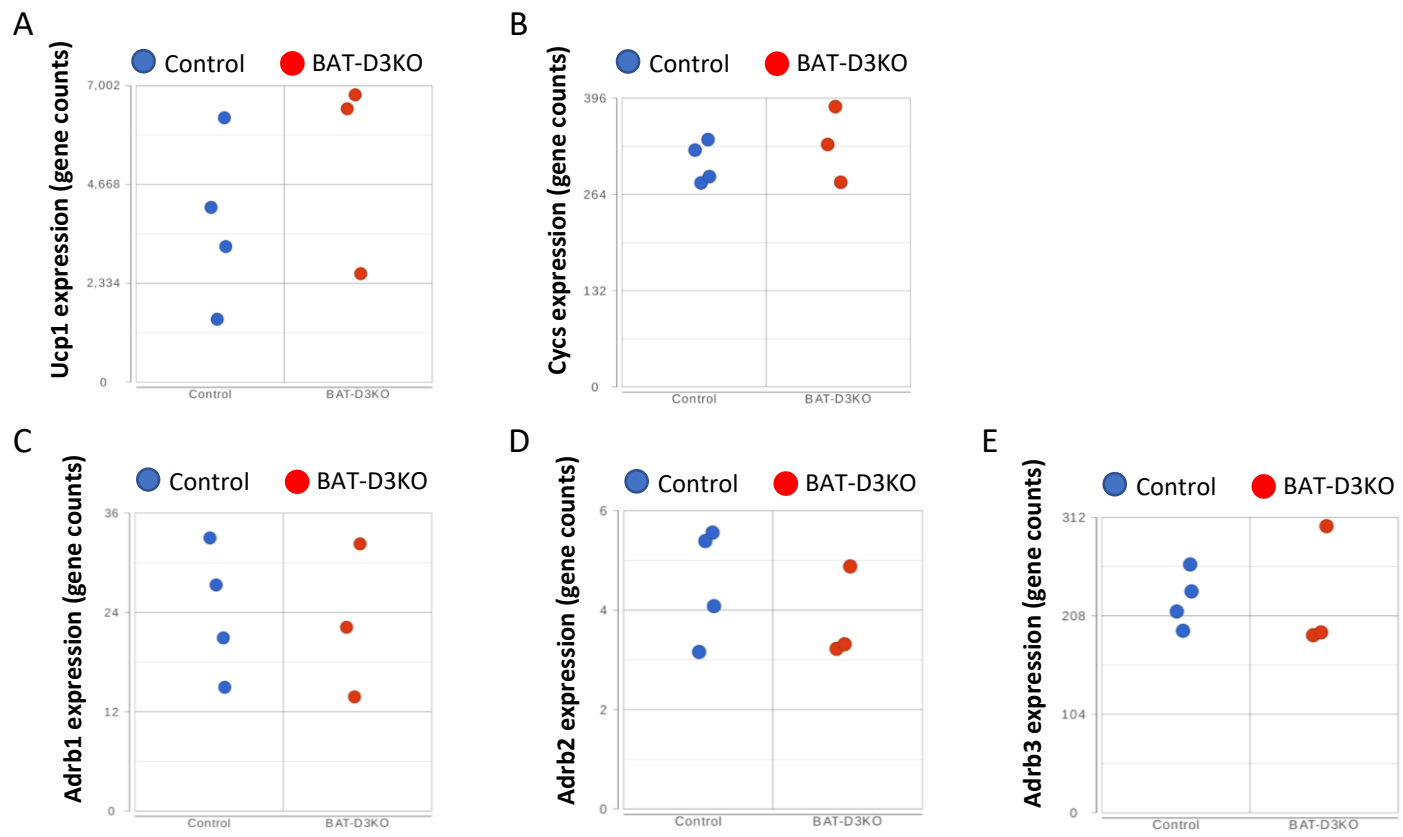 A
Control BAT-D3KO
Ucp1 expression (gene counts)
7,002
4,668
2,334
0
Control BAT-D3KO
B
Control BAT-D3KO
Cycs expression (gene counts)
396
264
132
0
Control BAT-D3KO
C
Control BAT-D3KO
Adrb1 expression (gene counts)
36
24
12
0
Control BAT-D3KO
D
Control BAT-D3KO
Adrb2 expression (gene counts)
6
4
2
0
Control BAT-D3KO
E
Control BAT-D3KO
Adrb3 expression (gene counts)
312
208
104
0
Control BAT-D3KO